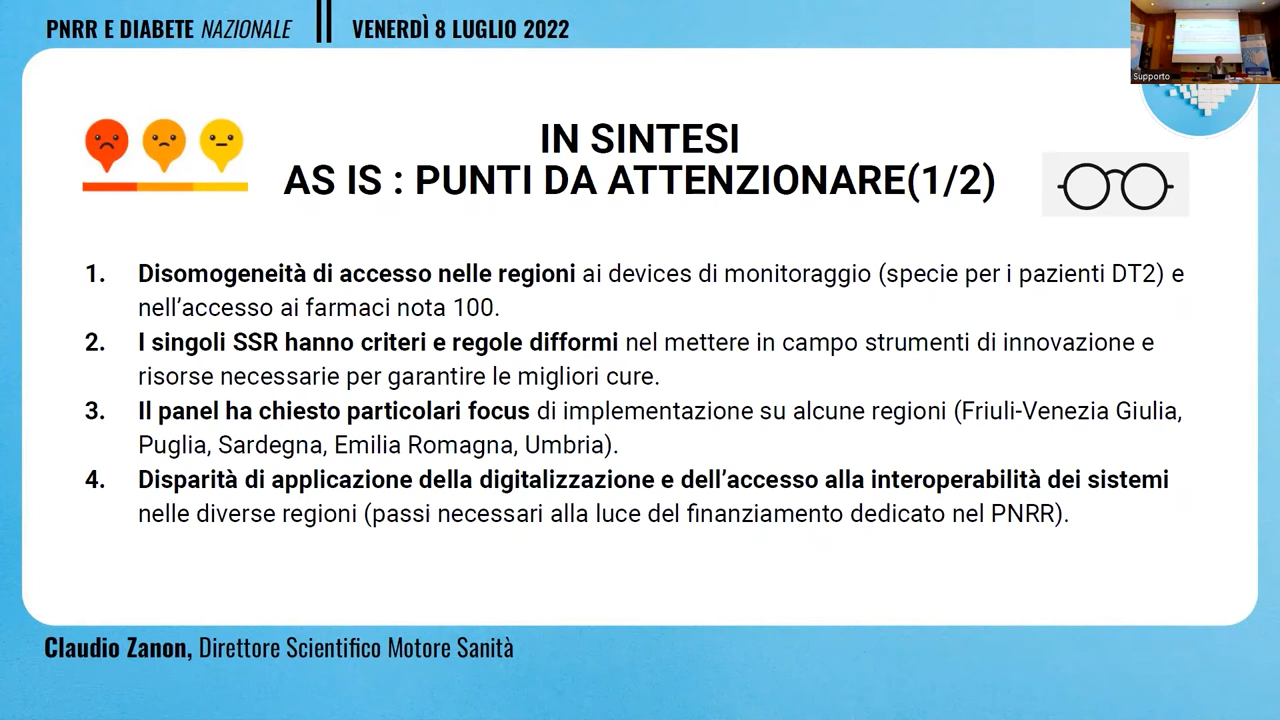 PNRR E DIABETE NAZIONALE
VENERDÌ 8 LUGLIO 2022
Supporto
IN SINTESI
AS IS : PUNTI DA ATTENZIONARE(1/2)
1. Disomogeneità di accesso nelle regioni ai devices di monitoraggio (specie per i pazienti DT2) e
nell’accesso ai farmaci nota 100.
2. I singoli SSR hanno criteri e regole difformi nel mettere in campo strumenti di innovazione e
risorse necessarie per garantire le migliori cure.
3. Il panel ha chiesto particolari focus di implementazione su alcune regioni (Friuli-Venezia Giulia,
Puglia, Sardegna, Emilia Romagna, Umbria).
4. Disparità di applicazione della digitalizzazione e dell’accesso alla interoperabilità dei sistemi
nelle diverse regioni (passi necessari alla luce del finanziamento dedicato nel PNRR).
Claudio Zanon, Direttore Scientifico Motore Sanità